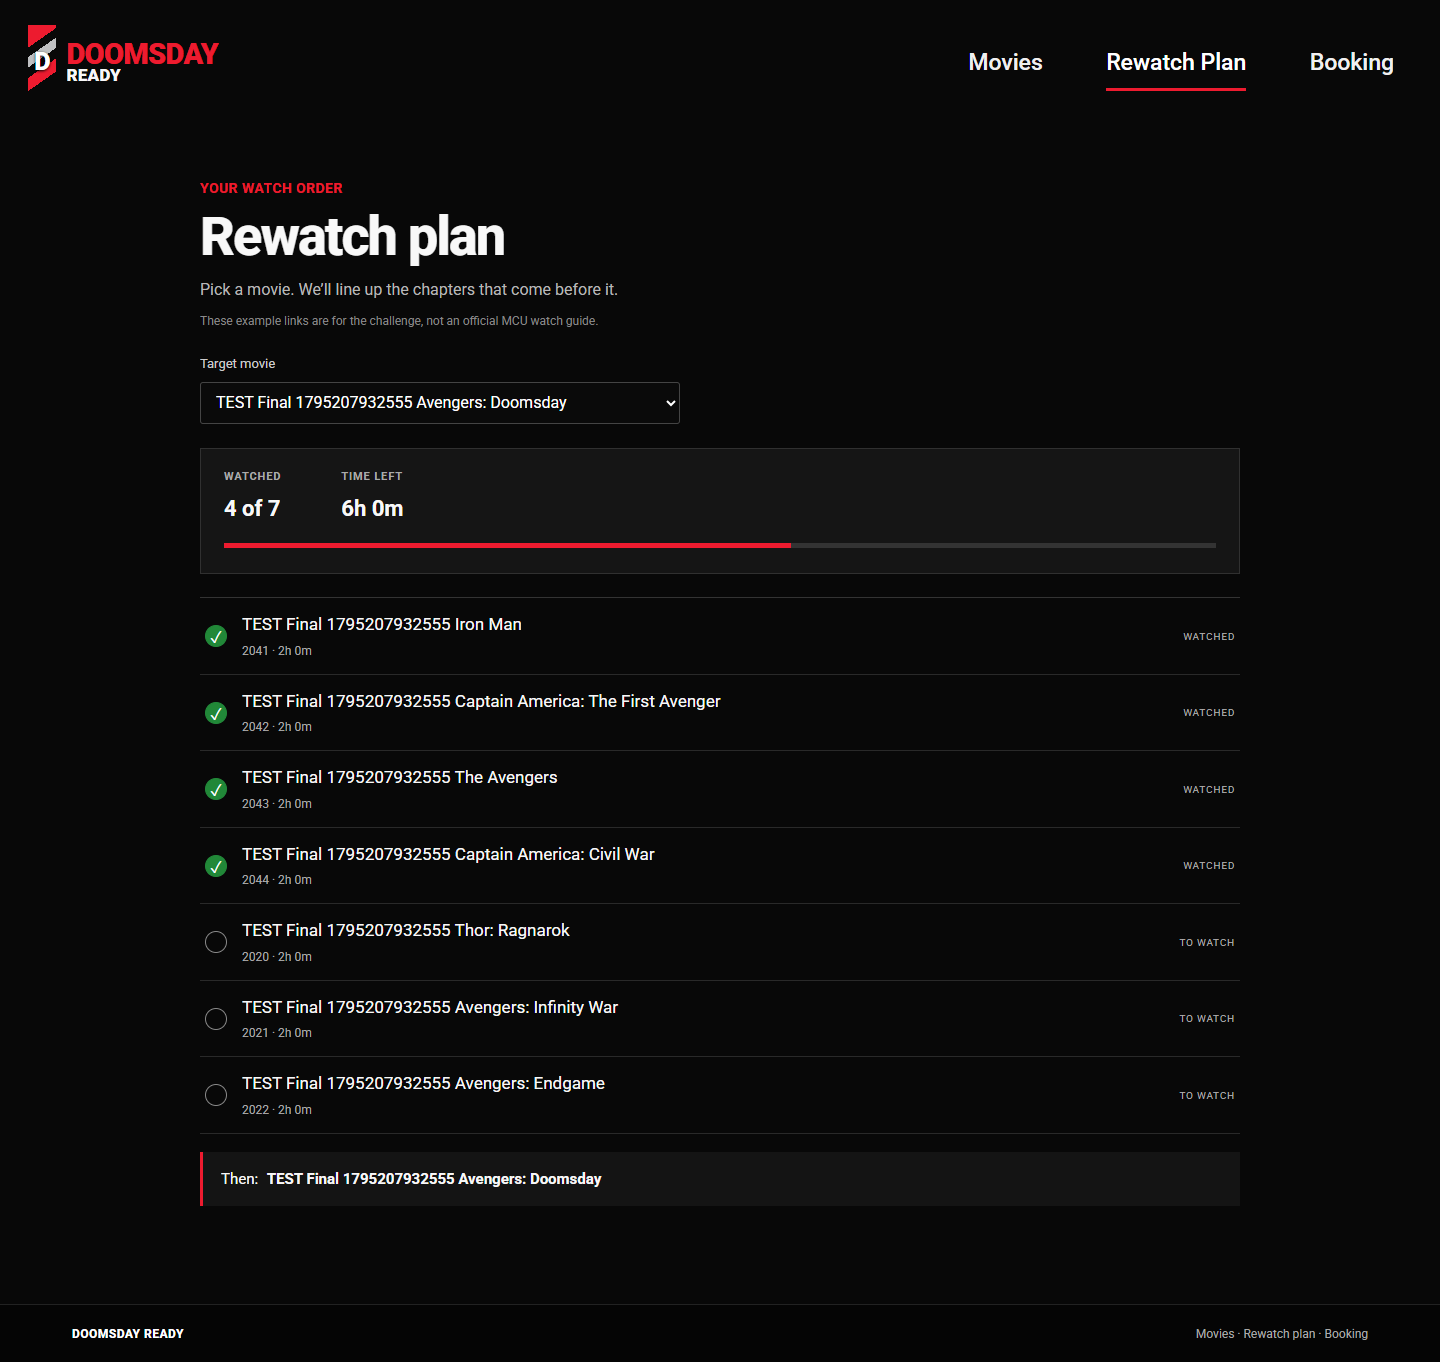 D
DOOMSDAY
READY
Movies
Rewatch Plan
Booking
YOUR WATCH ORDER
Rewatch plan
Pick a movie. We’ll line up the chapters that come before it.
These example links are for the challenge, not an official MCU watch guide.
Target movie
TEST Final 1795207932555 Avengers: Doomsday
WATCHED
TIME LEFT
4 of 7
6h 0m
TEST Final 1795207932555 Iron Man
2041 · 2h 0m
WATCHED
TEST Final 1795207932555 Captain America: The First Avenger
2042 · 2h 0m
WATCHED
TEST Final 1795207932555 The Avengers
2043 · 2h 0m
WATCHED
TEST Final 1795207932555 Captain America: Civil War
2044 · 2h 0m
WATCHED
TEST Final 1795207932555 Thor: Ragnarok
2020 · 2h 0m
TO WATCH
TEST Final 1795207932555 Avengers: Infinity War
2021 · 2h 0m
TO WATCH
TEST Final 1795207932555 Avengers: Endgame
2022 · 2h 0m
TO WATCH
Then: TEST Final 1795207932555 Avengers: Doomsday
DOOMSDAY READY
Movies · Rewatch plan · Booking